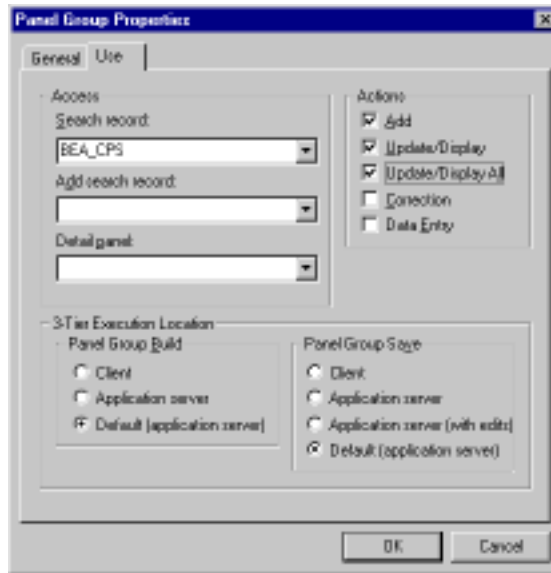 Panel Group Properties
General Use
Access
Search record:
BEA_CPS
Add search record:
Detail panel:
Actions
Add
Update/Display
Update/Display All
Correction
Data Entry
3-Tier Execution Location
Panel Group Build
Client
Application server
Default (application server)
Panel Group Save
Client
Application server
Application server (with edits)
Default (application server)
OK Cancel